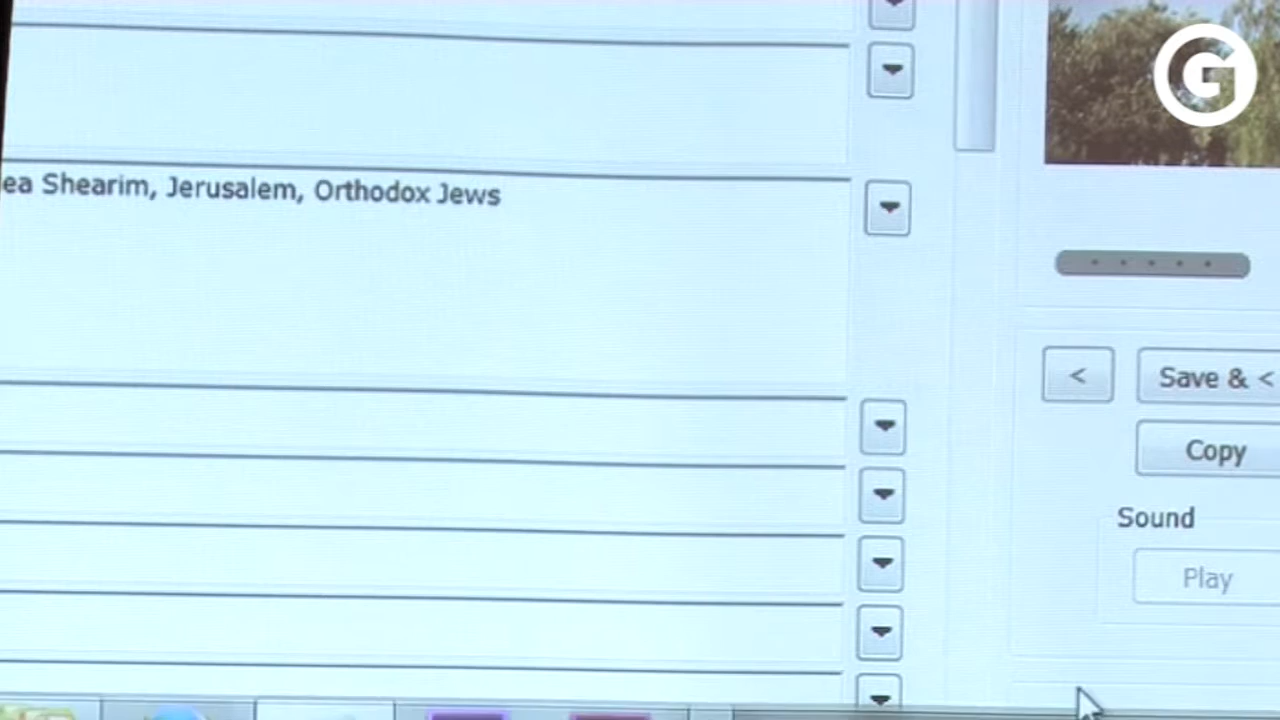 G
ea Shearim, Jerusalem, Orthodox Jews
<
Save & <
Copy
Sound
Play